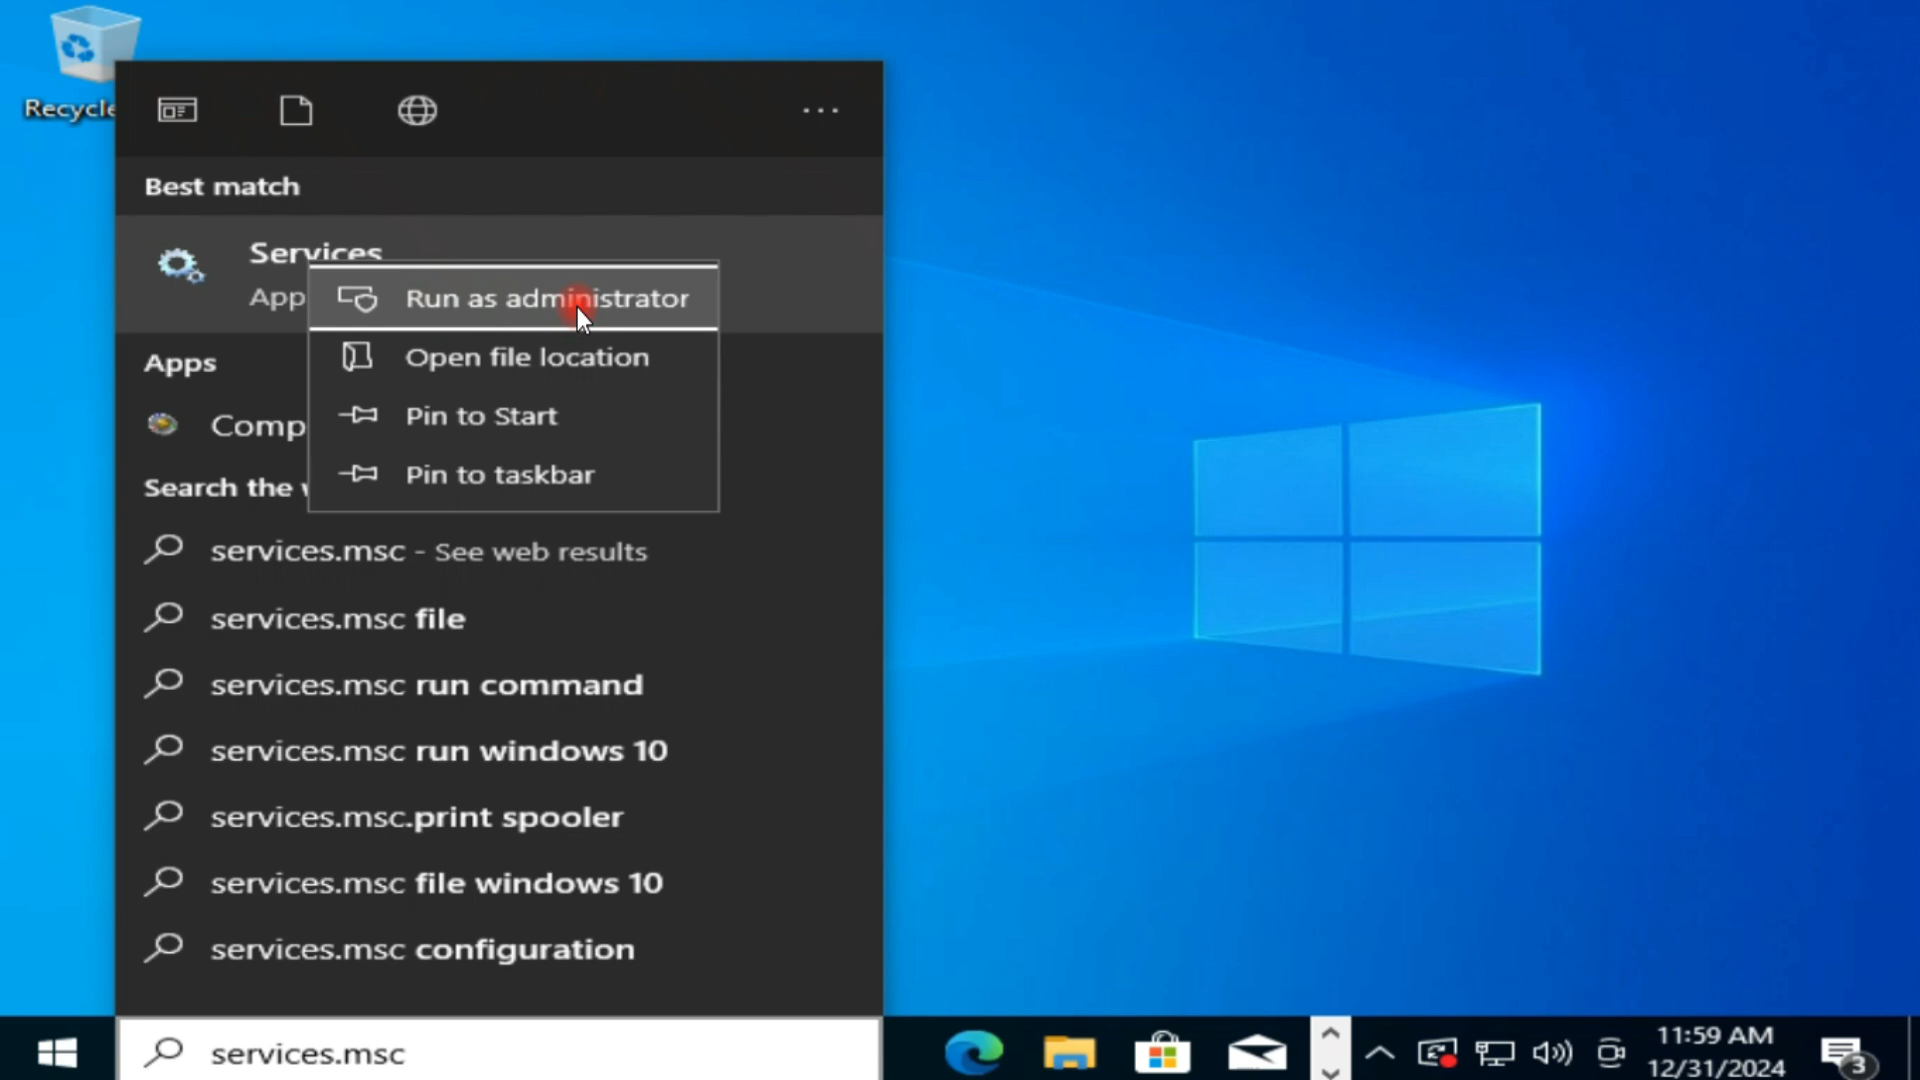 Recycle
Best match
Services
App
Run as administrator
Open file location
Pin to Start
Pin to taskbar
Apps
Comp
Search the
services.msc - See web results
services.msc file
services.msc run command
services.msc run windows 10
services.msc.print spooler
services.msc file windows 10
services.msc configuration
services.msc
11:59 AM
12/31/2024
3